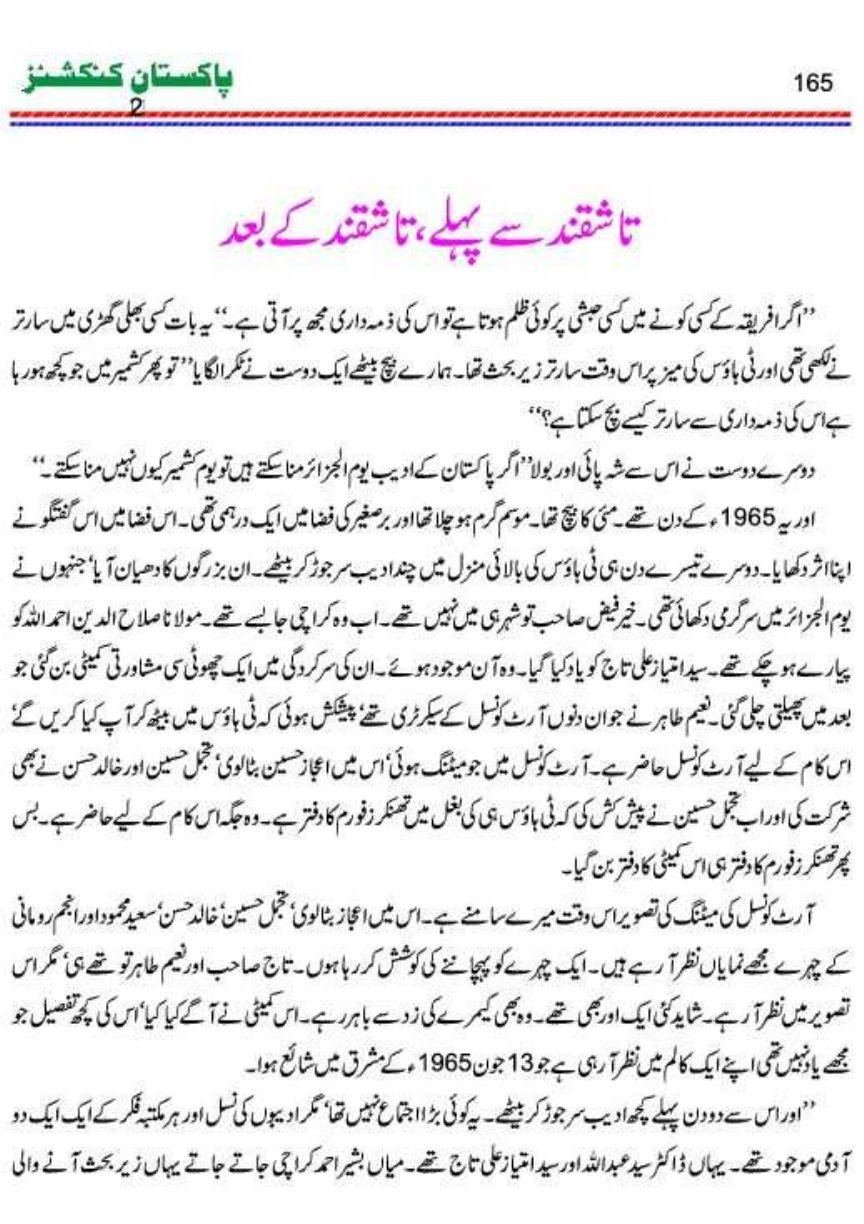 پاکستان کنکشنز
2
165
تاشقند سے پہلے، تاشقند کے بعد
’’اگر افریقہ کے کسی کونے میں کسی حبشی پر کوئی ظلم ہوتا ہے تو اس کی ذمہ داری مجھ پر آتی ہے۔‘‘ یہ بات کسی بھلی گھڑی میں سارتر
نے لکھی تھی اور ٹی ہاؤس کی میز پر اس وقت سارتر زیر بحث تھا۔ ہمارے بیچ بیٹھے ایک دوست نے ٹکرا لگایا ’’تو پھر کشمیر میں جو کچھ ہو رہا
ہے اس کی ذمہ داری سے سارتر کیسے بچ سکتا ہے؟‘‘
دوسرے دوست نے اس سے شہ پائی اور بولا ’’اگر پاکستان کے ادیب یوم الجزائر منا سکتے ہیں تو یوم کشمیر کیوں نہیں منا سکتے۔‘‘
اور یہ 1965ء کے دن تھے۔ مئی کا بیچ تھا۔ موسم گرم ہو چلا تھا اور برصغیر کی فضا میں ایک درہمی تھی۔ اس فضا میں اس گفتگو نے
اپنا اثر دکھایا۔ دوسرے تیسرے دن ہی ٹی ہاؤس کی بالائی منزل میں چند ادیب سر جوڑ کر بیٹھے۔ ان بزرگوں کا دھیان آیا‘ جنہوں نے
یوم الجزائر میں سرگرمی دکھائی تھی۔ خیر فیض صاحب تو شہر ہی میں نہیں تھے۔ اب وہ کراچی جا بسے تھے۔ مولانا صلاح الدین احمد اللہ کو
پیارے ہو چکے تھے۔ سید امتیاز علی تاج کو یاد کیا گیا۔ وہ آن موجود ہوئے۔ ان کی سرکردگی میں ایک چھوٹی سی مشاورتی کمیٹی بن گئی جو
بعد میں پھیلتی چلی گئی۔ نعیم طاہر نے جو ان دنوں آرٹ کونسل کے سیکرٹری تھے‘ پیشکش ہوئی کہ ٹی ہاؤس میں بیٹھ کر آپ کیا کریں گے‘
اس کام کے لیے آرٹ کونسل حاضر ہے۔ آرٹ کونسل میں جو میٹنگ ہوئی‘ اس میں اعجاز حسین بٹالوی‘ تجمل حسین اور خالد حسن نے بھی
شرکت کی اور اب تجمل حسین نے پیش کش کی کہ ٹی ہاؤس ہی کی بغل میں تھنکرز فورم کا دفتر ہے۔ وہ جگہ اس کام کے لیے حاضر ہے۔ بس
پھر تھنکرز فورم کا دفتر ہی اس کمیٹی کا دفتر بن گیا۔
آرٹ کونسل کی میٹنگ کی تصویر اس وقت میرے سامنے ہے۔ اس میں اعجاز بٹالوی‘ تجمل حسین‘ خالد حسن‘ سعید محمود اور انجم رومانی
کے چہرے مجھے نمایاں نظر آ رہے ہیں۔ ایک چہرے کو پہچاننے کی کوشش کر رہا ہوں۔ تاج صاحب اور نعیم طاہر تو تھے ہی‘ مگر اس
تصویر میں نظر آ رہے۔ شاید کئی ایک اور بھی تھے۔ وہ بھی کیمرے کی زد سے باہر رہے۔ اس کمیٹی نے آگے کیا کیا‘ اس کی کچھ تفصیل جو
مجھے یاد نہیں تھی اپنے ایک کالم میں نظر آ رہی ہے جو 13 جون 1965ء کے مشرق میں شائع ہوا۔
’’اور اس سے دو دن پہلے کچھ ادیب سر جوڑ کر بیٹھے۔ یہ کوئی بڑا اجتماع نہیں تھا‘ مگر ادیبوں کی نسل اور ہر مکتبہ فکر کے ایک ایک دو
آدمی موجود تھے۔ یہاں ڈاکٹر سید عبداللہ اور سید امتیاز علی تاج تھے۔ میاں بشیر احمد کراچی جاتے جاتے یہاں زیر بحث آنے والی